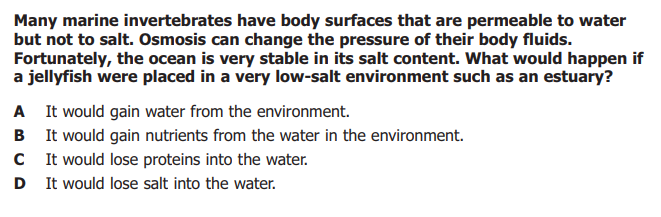 Many marine invertebrates have body surfaces that are permeable to water
but not to salt. Osmosis can change the pressure of their body fluids.
Fortunately, the ocean is very stable in its salt content. What would happen if
a jellyfish were placed in a very low-salt environment such as an estuary?
A It would gain water from the environment.
B It would gain nutrients from the water in the environment.
C It would lose proteins into the water.
D It would lose salt into the water.